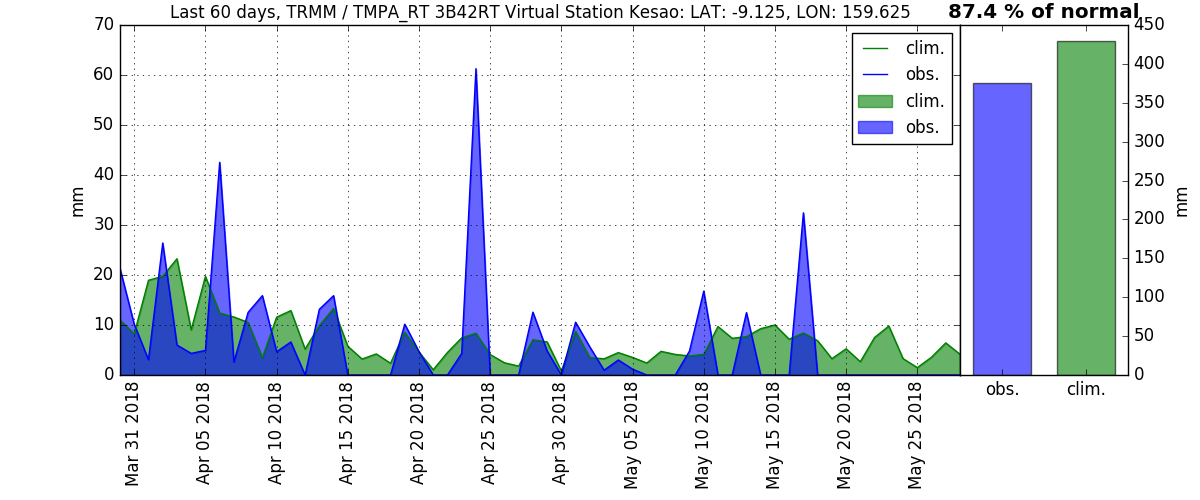 Last 60 days, TRMM / TMPA_RT 3B42RT Virtual Station Kesao: LAT: -9.125, LON: 159.625
87.4 % of normal
70
60
50
40
30
20
10
0
mm
clim.
obs.
clim.
obs.
450
400
350
300
250
200
150
100
50
0
mm
Mar 31 2018
Apr 05 2018
Apr 10 2018
Apr 15 2018
Apr 20 2018
Apr 25 2018
Apr 30 2018
May 05 2018
May 10 2018
May 15 2018
May 20 2018
May 25 2018
obs.
clim.